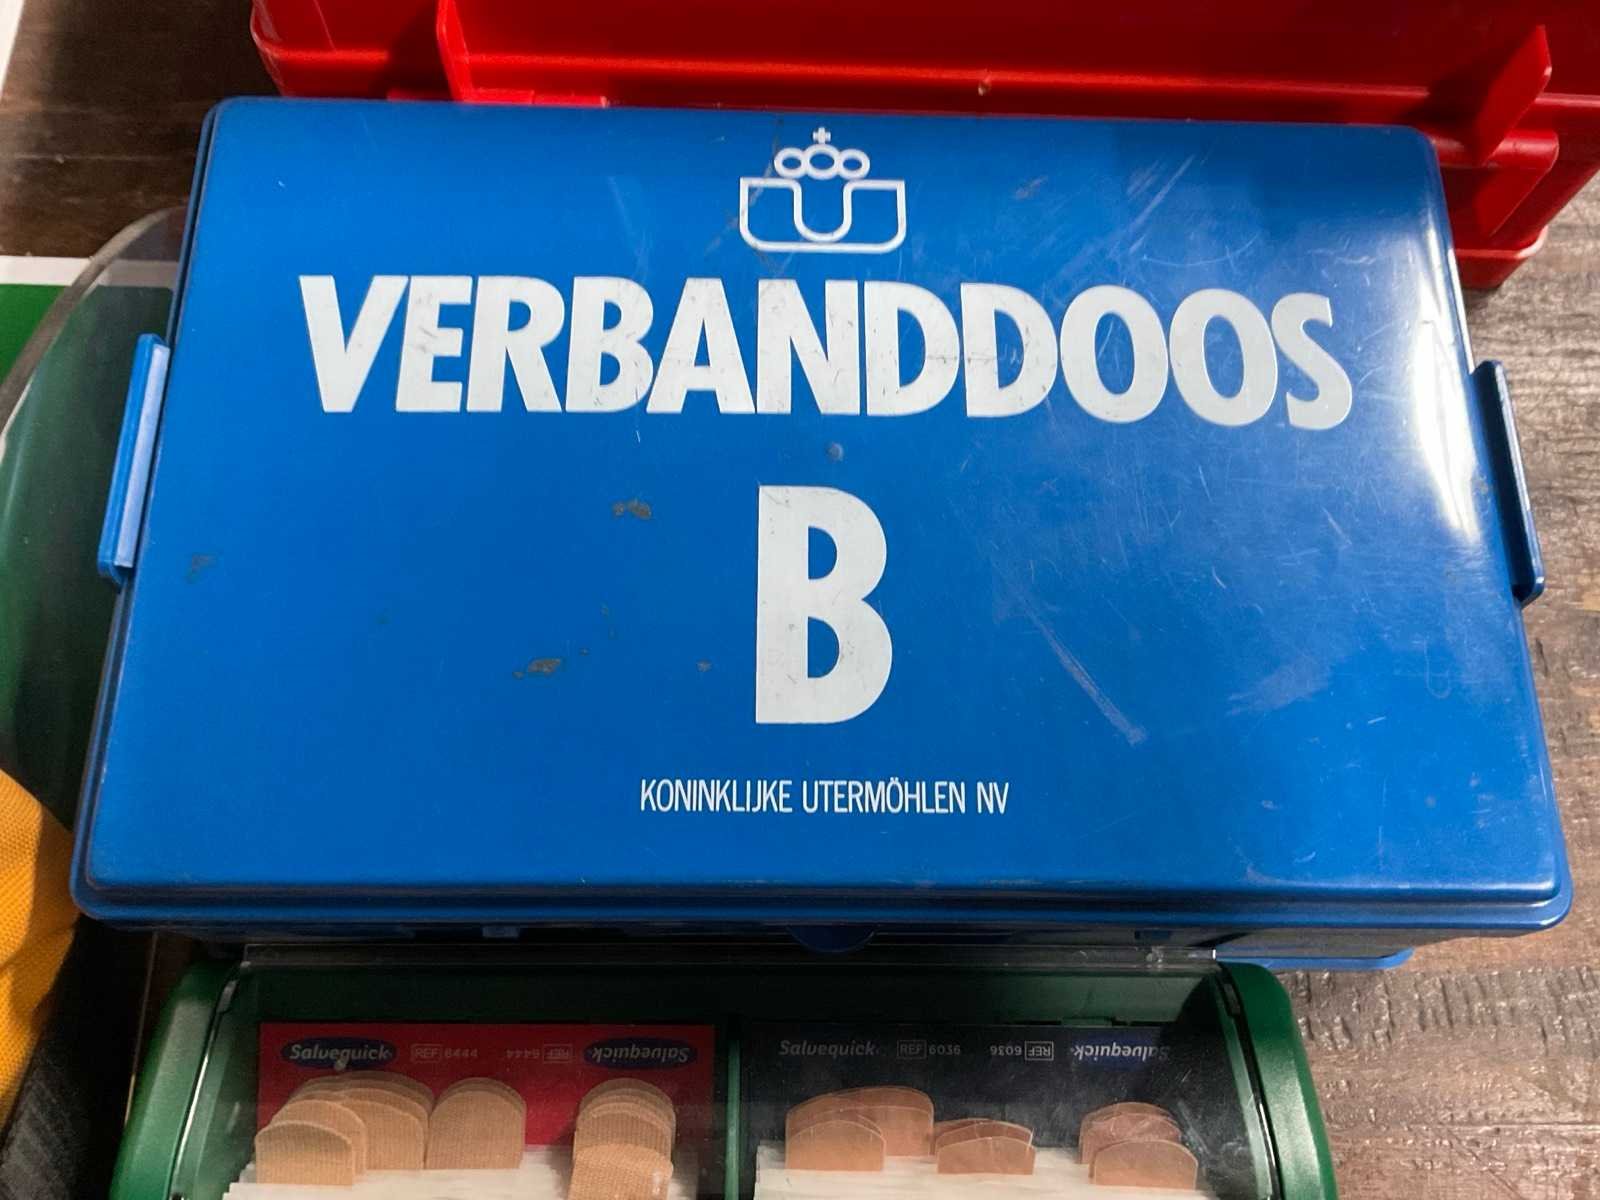 VERBANDDOOS
B
KONINKLIJKE UTERMÖHLEN NV
Salvequick REF 6444 6444 REF Salvequick
Salvequick REF 6036 6036 REF Salvequick